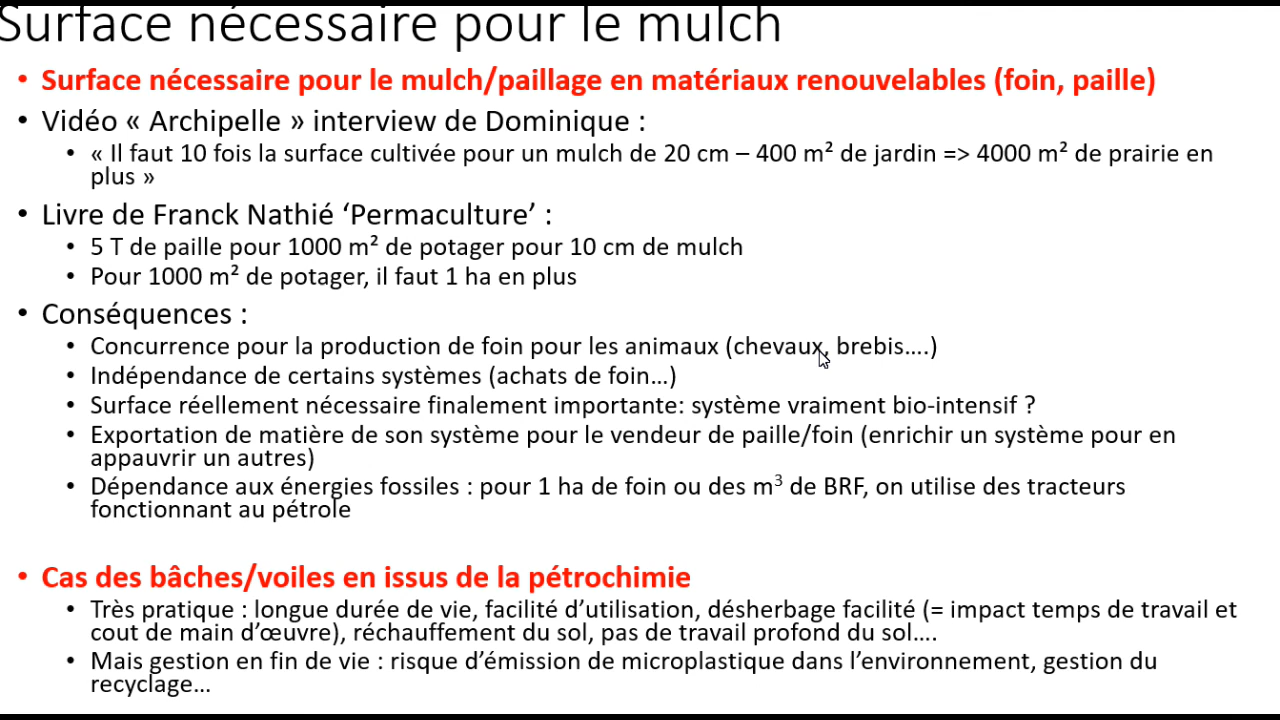 Surface nécessaire pour le mulch
• Surface nécessaire pour le mulch/paillage en matériaux renouvelables (foin, paille)
• Vidéo « Archipelle » interview de Dominique :
• « Il faut 10 fois la surface cultivée pour un mulch de 20 cm – 400 m² de jardin => 4000 m² de prairie en
plus »
• Livre de Franck Nathié ‘Permaculture’ :
• 5 T de paille pour 1000 m² de potager pour 10 cm de mulch
• Pour 1000 m² de potager, il faut 1 ha en plus
• Conséquences :
• Concurrence pour la production de foin pour les animaux (chevaux, brebis….)
• Indépendance de certains systèmes (achats de foin…)
• Surface réellement nécessaire finalement importante: système vraiment bio-intensif ?
• Exportation de matière de son système pour le vendeur de paille/foin (enrichir un système pour en
appauvrir un autres)
• Dépendance aux énergies fossiles : pour 1 ha de foin ou des m³ de BRF, on utilise des tracteurs
fonctionnant au pétrole
• Cas des bâches/voiles en issus de la pétrochimie
• Très pratique : longue durée de vie, facilité d’utilisation, désherbage facilité (= impact temps de travail et
cout de main d’œuvre), réchauffement du sol, pas de travail profond du sol….
• Mais gestion en fin de vie : risque d’émission de microplastique dans l’environnement, gestion du
recyclage…